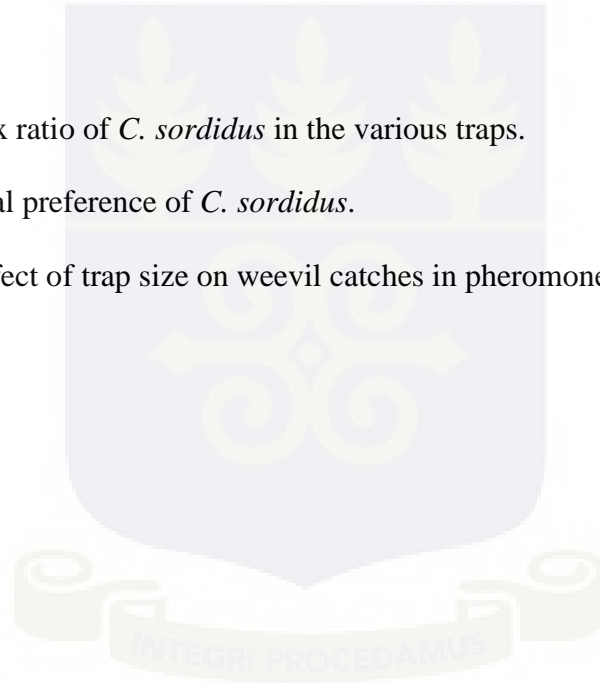 x ratio of C. sordidus in the various traps.
al preference of C. sordidus.
fect of trap size on weevil catches in pheromone
INTEGRI PROCEDAMUS